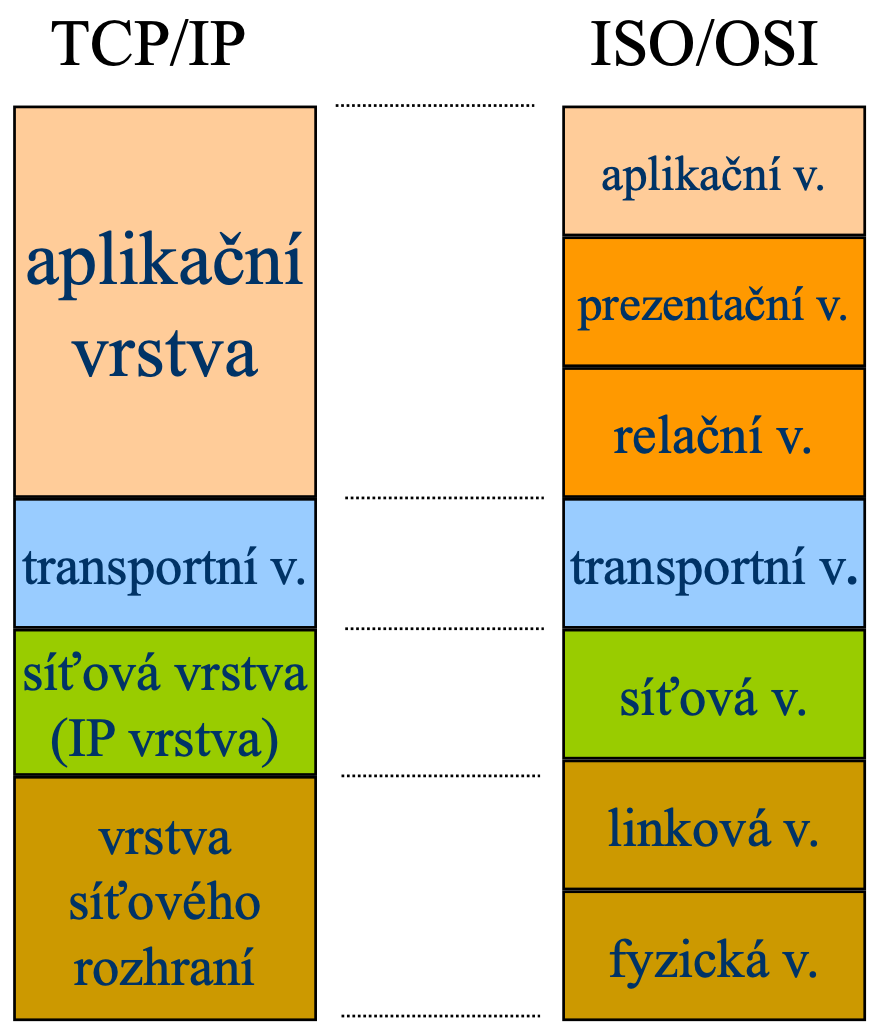 TCP/IP
ISO/OSI
aplikační
vrstva
transportní v.
síťová vrstva
(IP vrstva)
vrstva
síťového
rozhraní
aplikační v.
prezentační v.
relační v.
transportní v.
síťová v.
linková v.
fyzická v.